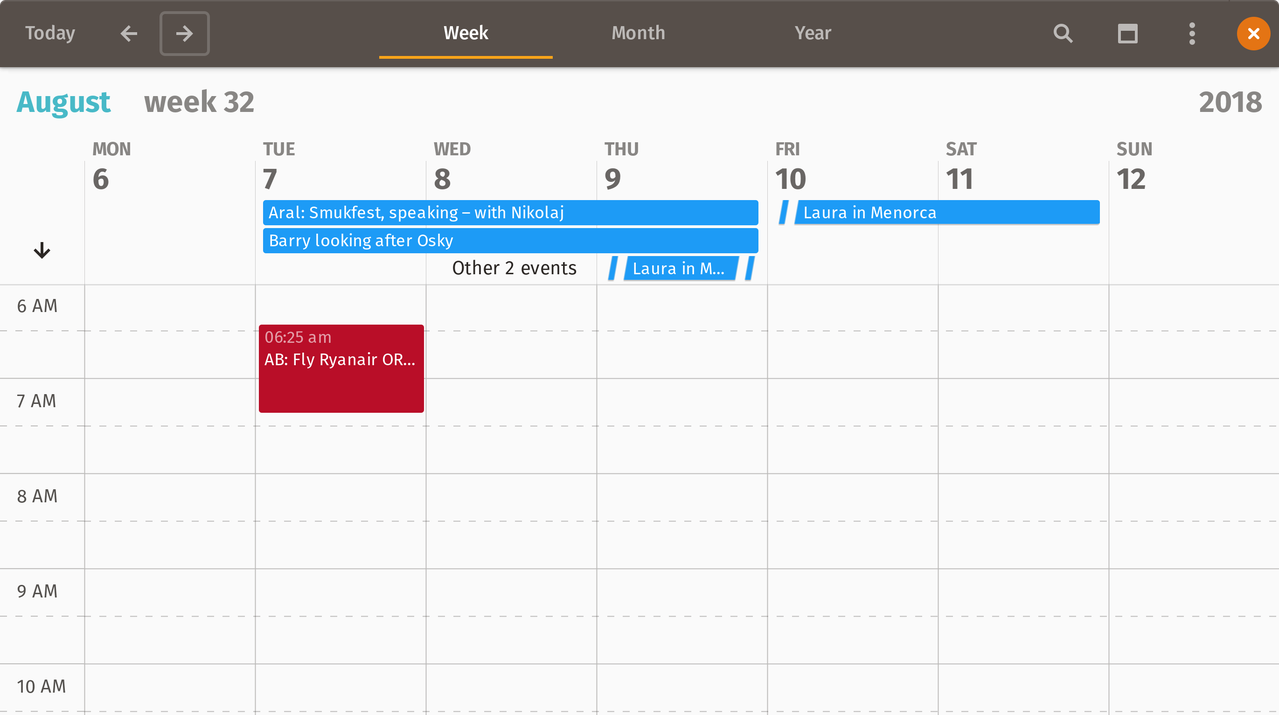 Today Week Month Year
August week 32 2018
MON TUE WED THU FRI SAT SUN
6 7 8 9 10 11 12
Aral: Smukfest, speaking – with Nikolaj Laura in Menorca
Barry looking after Osky
Other 2 events Laura in M...
6 AM
06:25 am
AB: Fly Ryanair OR...
7 AM
8 AM
9 AM
10 AM